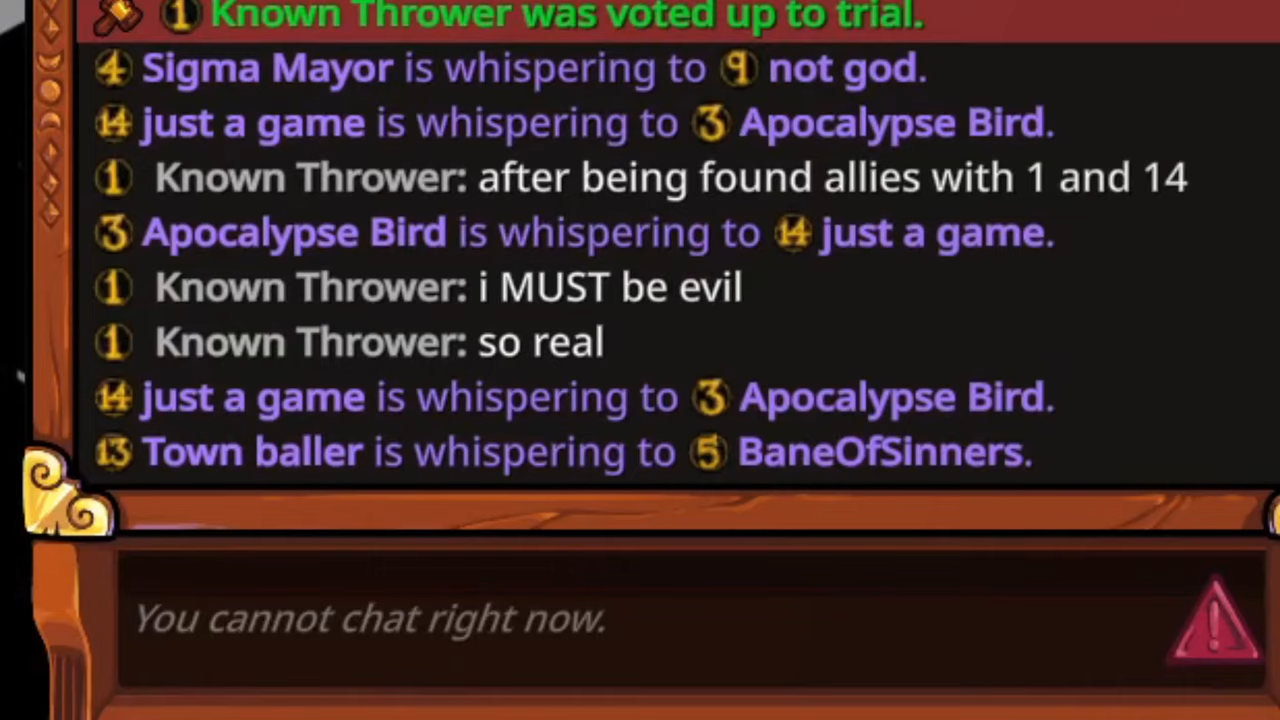 1 Known Thrower was voted up to trial.
4 Sigma Mayor is whispering to 9 not god.
14 just a game is whispering to 3 Apocalypse Bird.
1 Known Thrower: after being found allies with 1 and 14
3 Apocalypse Bird is whispering to 14 just a game.
1 Known Thrower: i MUST be evil
1 Known Thrower: so real
14 just a game is whispering to 3 Apocalypse Bird.
13 Town baller is whispering to 5 BaneOfSinners.
You cannot chat right now.